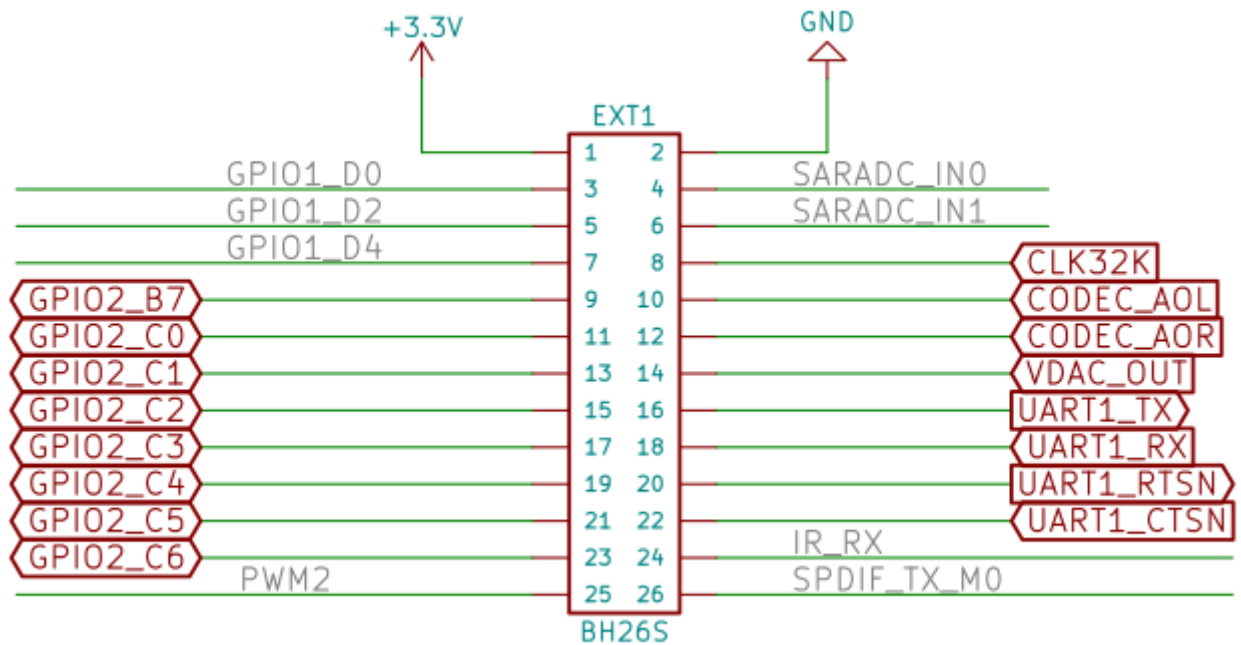 +3.3V GND
EXT1
1 2
GPIO1_D0 3 4 SARADC_IN0
GPIO1_D2 5 6 SARADC_IN1
GPIO1_D4 7 8 CLK32K
GPIO2_B7 9 10 CODEC_AOL
GPIO2_C0 11 12 CODEC_AOR
GPIO2_C1 13 14 VDAC_OUT
GPIO2_C2 15 16 UART1_TX
GPIO2_C3 17 18 UART1_RX
GPIO2_C4 19 20 UART1_RTSN
GPIO2_C5 21 22 UART1_CTSN
GPIO2_C6 23 24 IR_RX
PWM2 25 26 SPDIF_TX_M0
BH26S